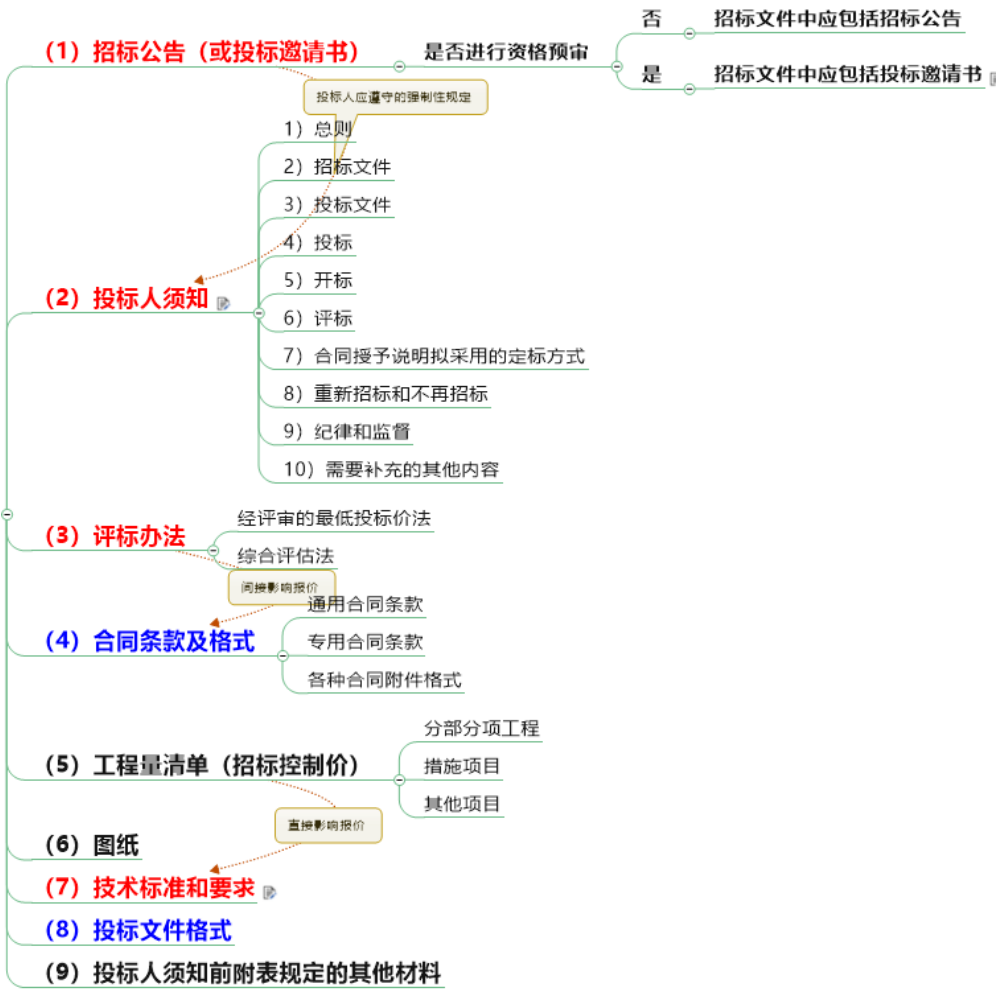 （1）招标公告（或投标邀请书）
是否进行资格预审
否
招标文件中应包括招标公告
是
招标文件中应包括投标邀请书
投标人应遵守的强制性规定
（2）投标人须知
1）总则
2）招标文件
3）投标文件
4）投标
5）开标
6）评标
7）合同授予说明拟采用的定标方式
8）重新招标和不再招标
9）纪律和监督
10）需要补充的其他内容
（3）评标办法
经评审的最低投标价法
综合评估法
间接影响报价
（4）合同条款及格式
通用合同条款
专用合同条款
各种合同附件格式
（5）工程量清单（招标控制价）
分部分项工程
措施项目
其他项目
直接影响报价
（6）图纸
（7）技术标准和要求
（8）投标文件格式
（9）投标人须知前附表规定的其他材料